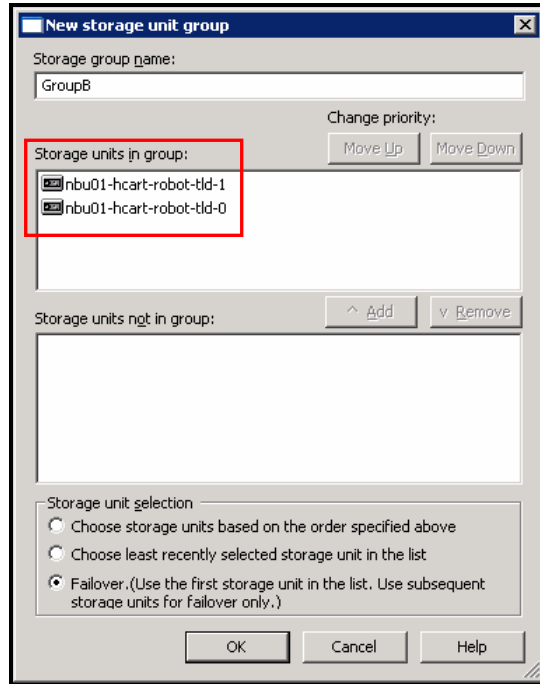 New storage unit group
Storage group name:
GroupB
Change priority:
Storage units in group:
Move Up
Move Down
nbu01-hcart-robot-tld-1
nbu01-hcart-robot-tld-0
Storage units not in group:
^ Add
v Remove
Storage unit selection
Choose storage units based on the order specified above
Choose least recently selected storage unit in the list
Failover.(Use the first storage unit in the list. Use subsequent
storage units for failover only.)
OK
Cancel
Help